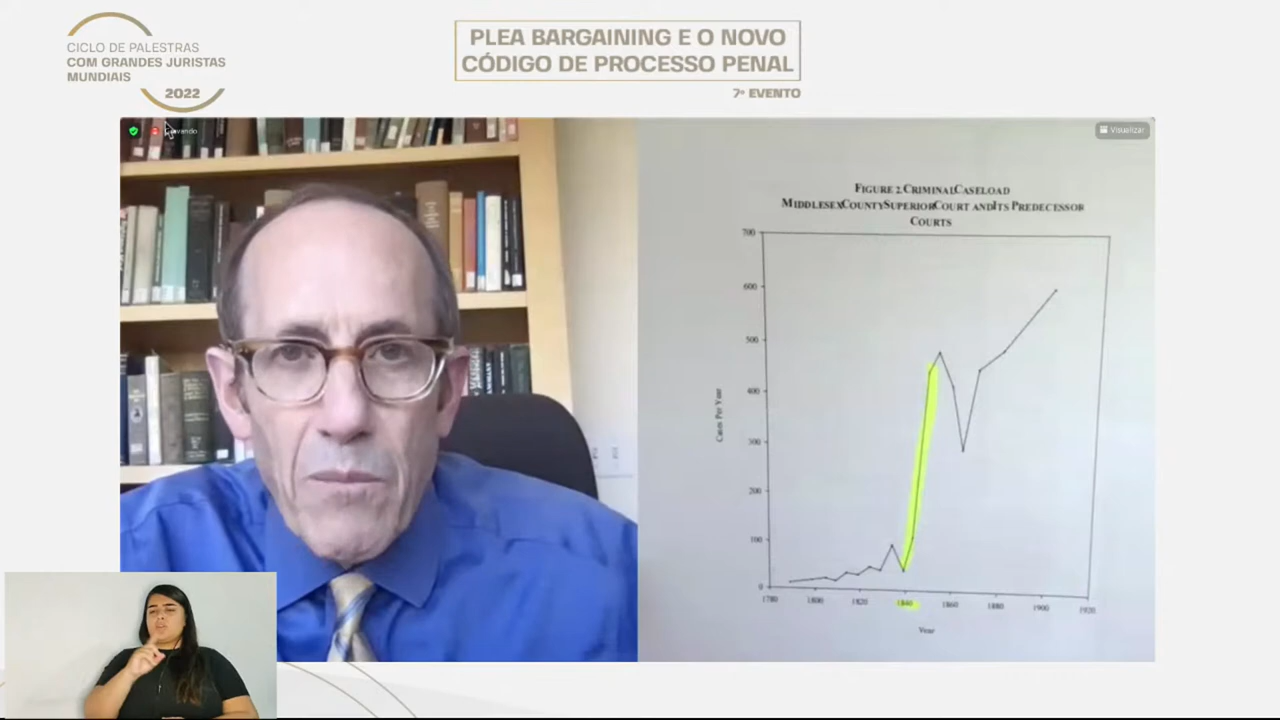 CICLO DE PALESTRAS
COM GRANDES JURISTAS
MUNDIAIS
2022
PLEA BARGAINING E O NOVO
CÓDIGO DE PROCESSO PENAL
7º EVENTO
Visualizar
FIGURE 2. CRIMINAL CASELOAD
MIDDLESEX COUNTY SUPERIOR COURT AND ITS PREDECESSOR
COURTS
700
600
500
400
300
200
100
0
Cases Per Year
1780 1800 1820 1840 1860 1880 1900 1920
Year